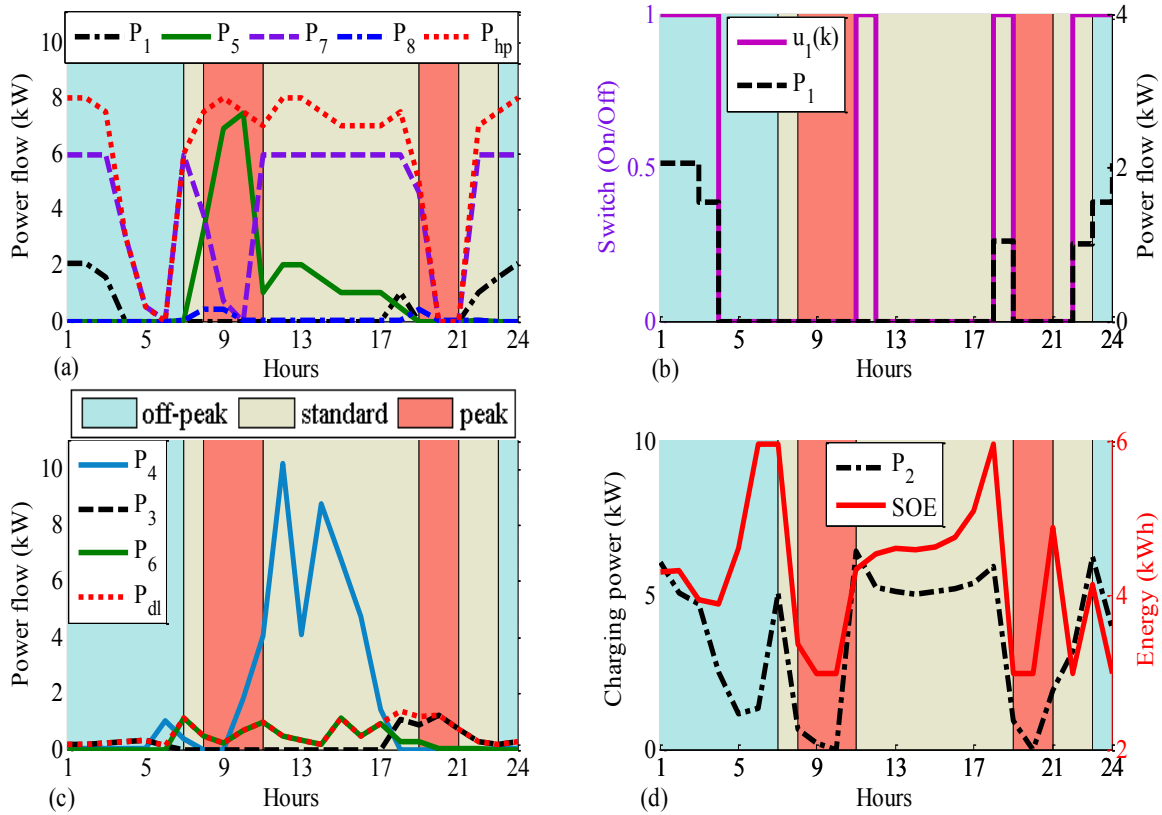 P1 P5 P7 P8 Php
Power flow (kW)
10
8
6
4
2
0
1 5 9 13 17 21 24
Hours
(a)
u1(k)
P1
Switch (On/Off)
1
0.5
0
Power flow (kW)
4
2
0
1 5 9 13 17 21 24
Hours
(b)
off-peak standard peak
P4
P3
P6
Pdl
Power flow (kW)
10
8
6
4
2
0
1 5 9 13 17 21 24
Hours
(c)
P2
SOE
Charging power (kW)
10
5
0
Energy (kWh)
6
4
2
1 5 9 13 17 21 24
Hours
(d)